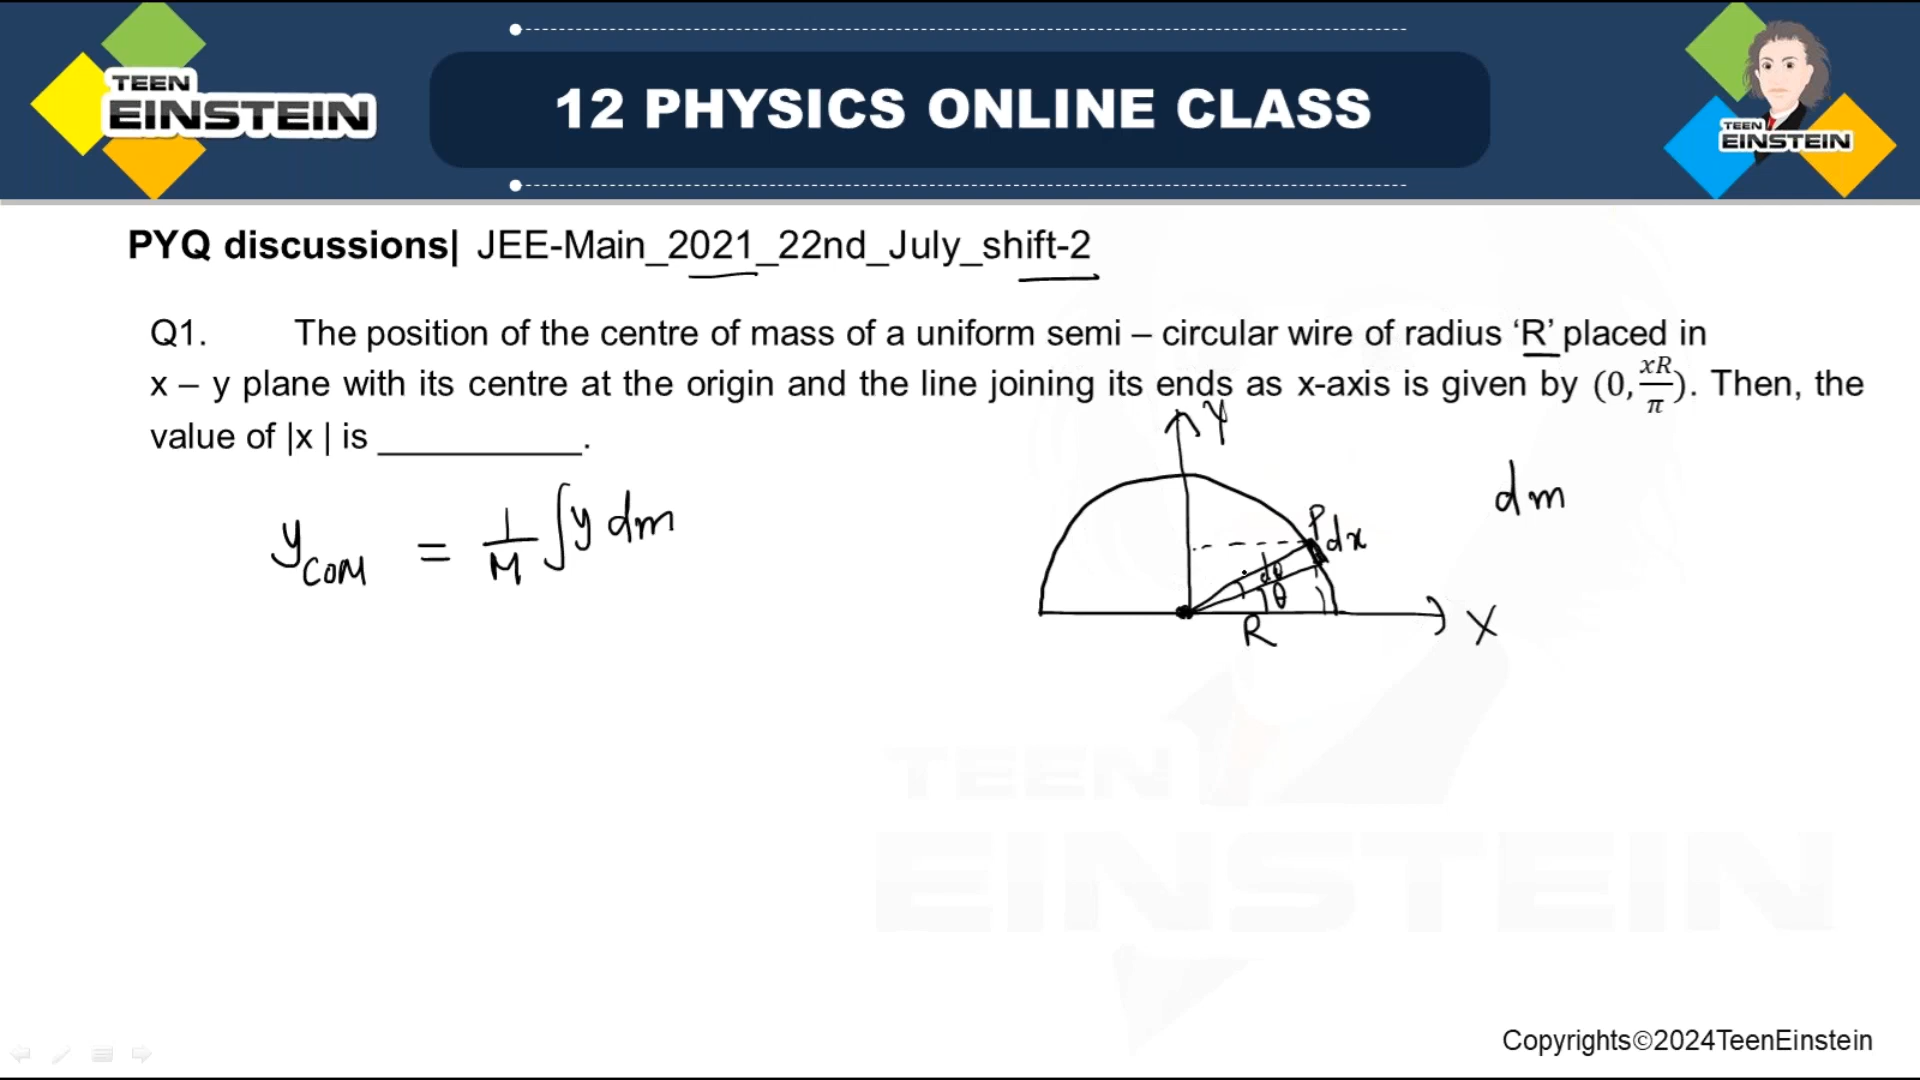 TEEN
EINSTEIN
12 PHYSICS ONLINE CLASS
TEEN
EINSTEIN
PYQ discussions| JEE-Main_2021_22nd_July_shift-2
Q1. The position of the centre of mass of a uniform semi – circular wire of radius ‘R’ placed in
x – y plane with its centre at the origin and the line joining its ends as x-axis is given by (0, xR/π). Then, the
value of |x | is __________.
y_COM = 1/M ∫y dm
Y
dm
P
dx
dθ
θ
R
X
TEEN
EINSTEIN
Copyrights©2024TeenEinstein